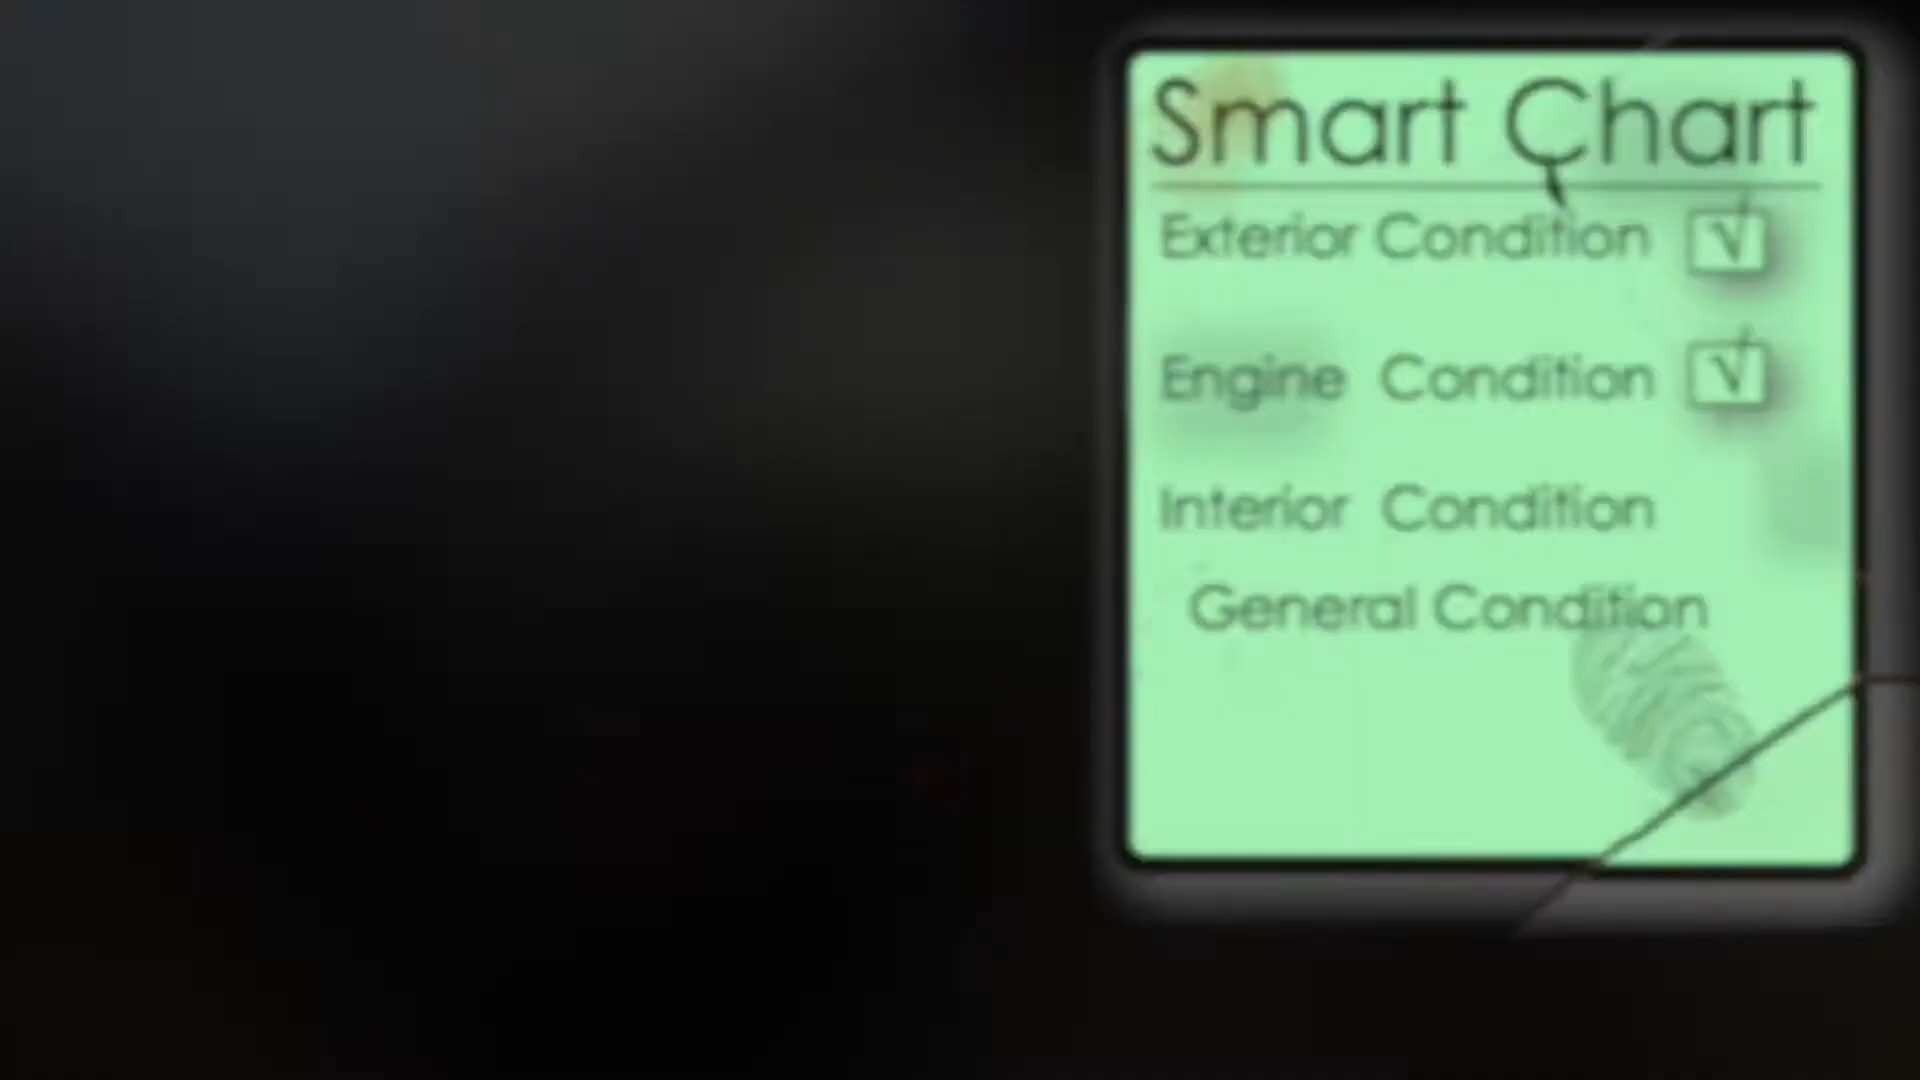 Smart Chart
Exterior Condition √
Engine Condition √
Interior Condition
General Condition